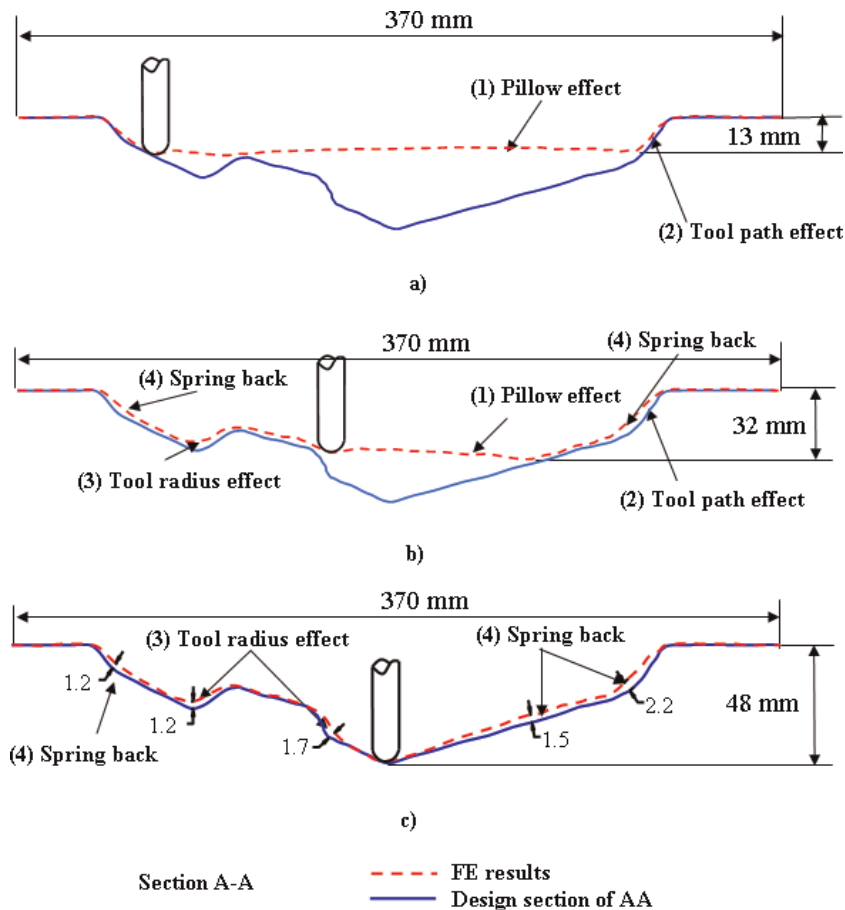 370 mm
(1) Pillow effect
13 mm
(2) Tool path effect
a)
370 mm
(4) Spring back
(4) Spring back
(1) Pillow effect
32 mm
(3) Tool radius effect
(2) Tool path effect
b)
370 mm
(3) Tool radius effect
(4) Spring back
1.2
1.2
2.2
48 mm
1.7
1.5
(4) Spring back
c)
Section A-A
FE results
Design section of AA